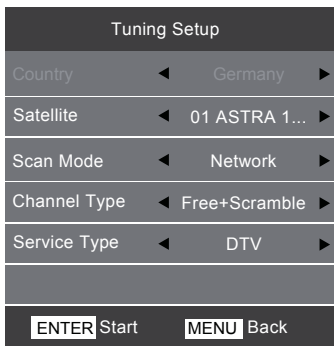 Tuning Setup
Country Germany
Satellite 01 ASTRA 1...
Scan Mode Network
Channel Type Free+Scramble
Service Type DTV
ENTER Start MENU Back